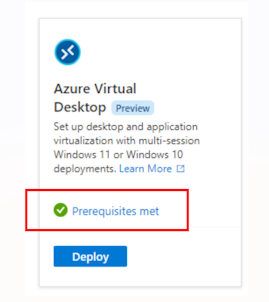 Azure Virtual
Desktop Preview
Set up desktop and application
virtualization with multi-session
Windows 11 or Windows 10
deployments. Learn More
Prerequisites met
Deploy